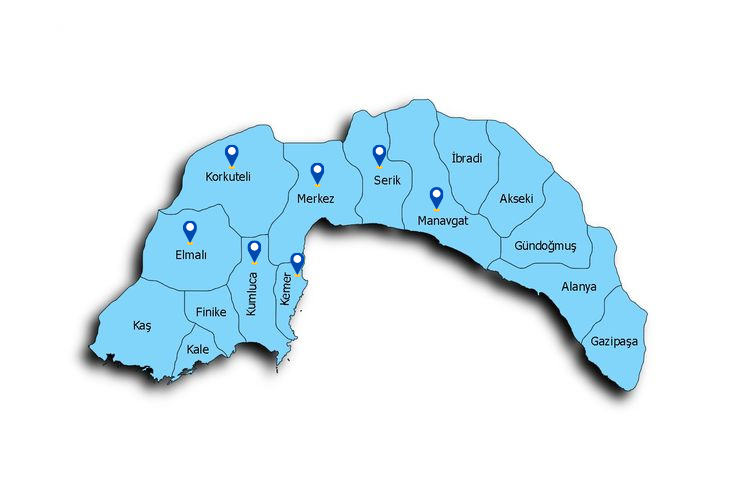 İbradi
Korkuteli
Serik
Merkez
Akseki
Manavgat
Gündoğmuş
Elmalı
Alanya
Kemer
Kumluca
Finike
Kaş
Gazipaşa
Kale